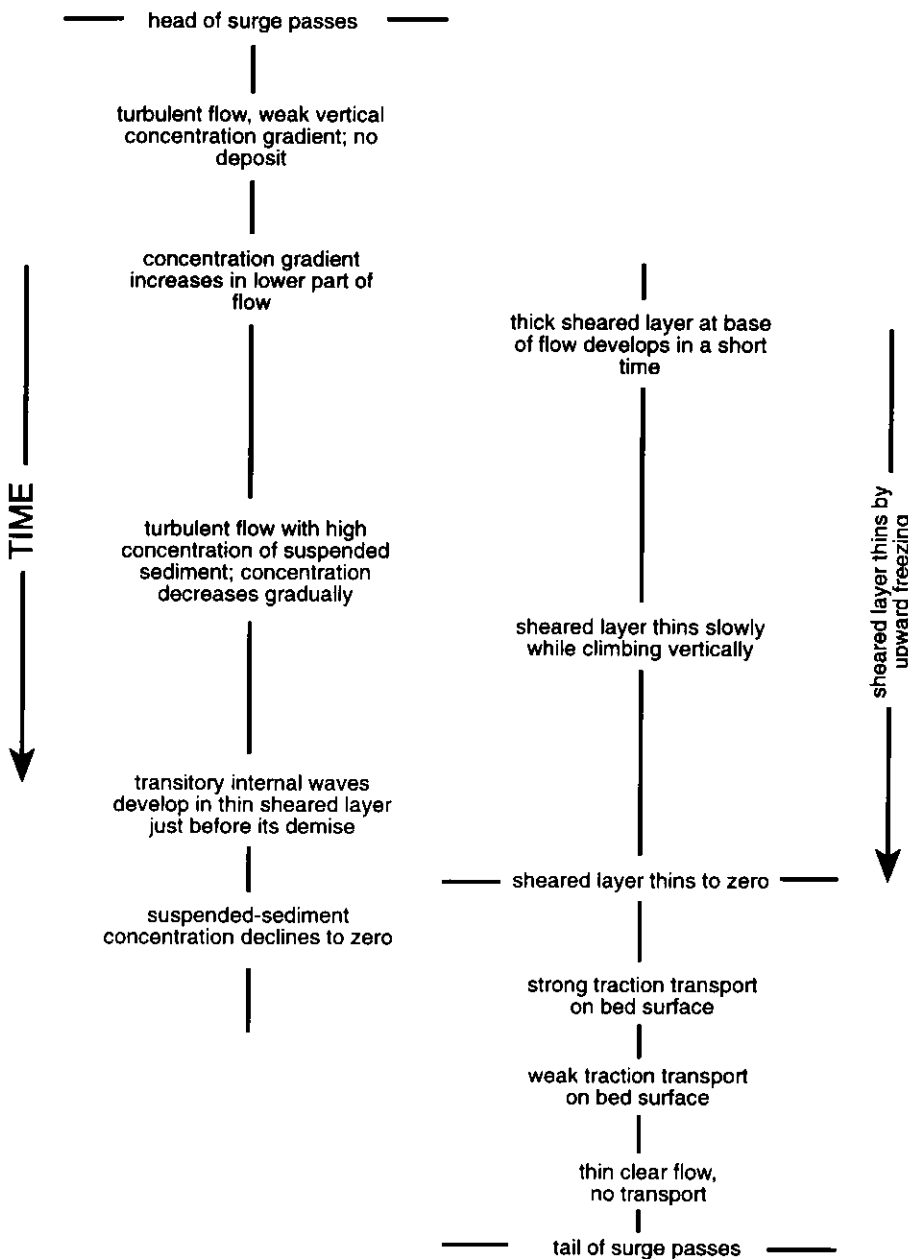 head of surge passes
turbulent flow, weak vertical
concentration gradient; no
deposit
concentration gradient
increases in lower part of
flow
turbulent flow with high
concentration of suspended
sediment; concentration
decreases gradually
transitory internal waves
develop in thin sheared layer
just before its demise
suspended-sediment
concentration declines to zero
TIME
thick sheared layer at base
of flow develops in a short
time
sheared layer thins slowly
while climbing vertically
sheared layer thins to zero
strong traction transport
on bed surface
weak traction transport
on bed surface
thin clear flow,
no transport
tail of surge passes
sheared layer thins by
upward freezing